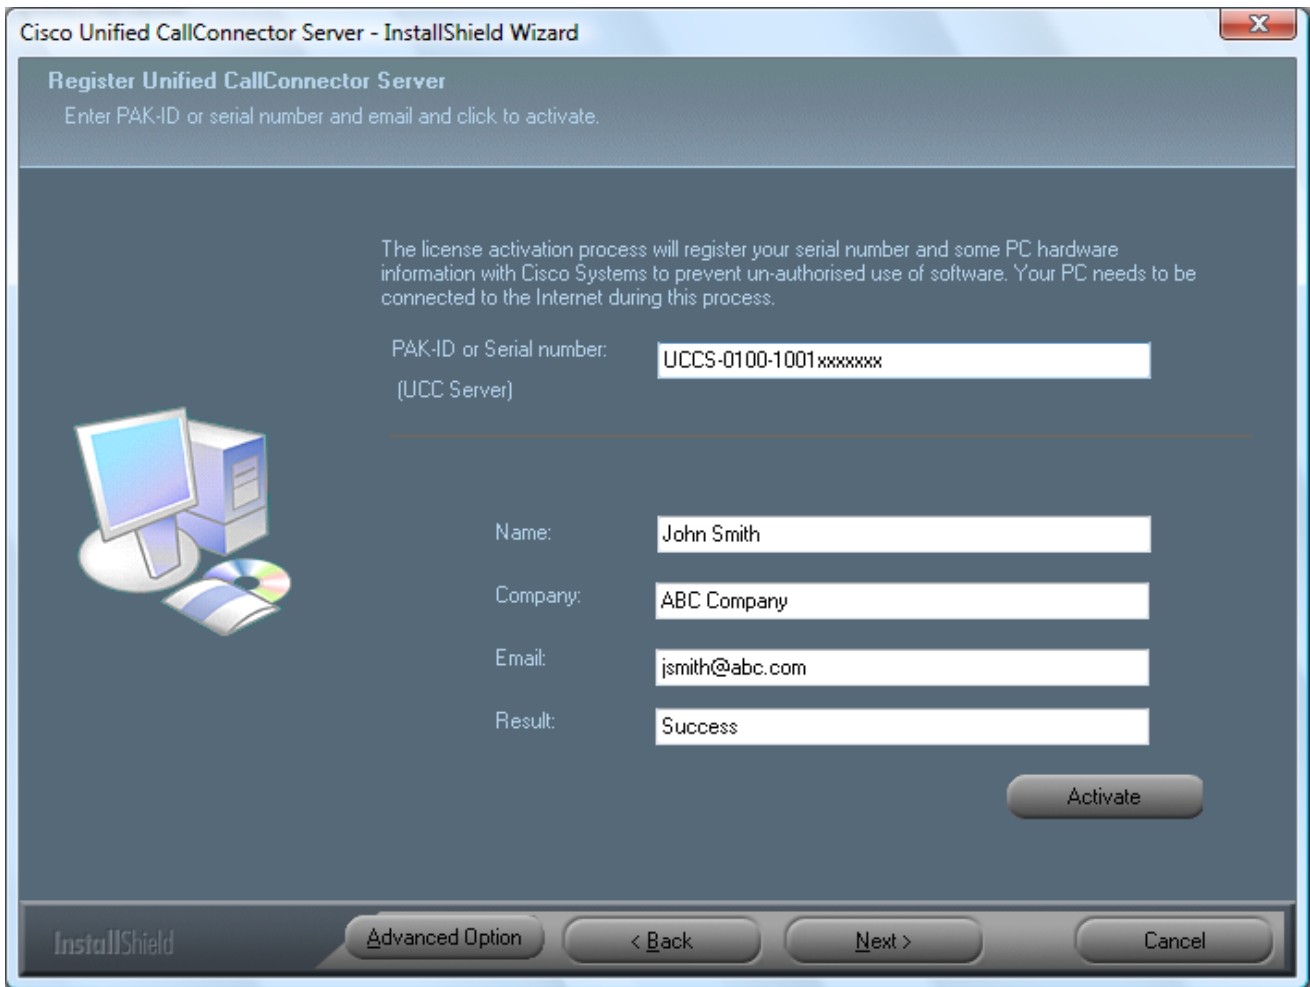 Cisco Unified CallConnector Server - InstallShield Wizard
X
Register Unified CallConnector Server
Enter PAK-ID or serial number and email and click to activate.
The license activation process will register your serial number and some PC hardware
information with Cisco Systems to prevent un-authorised use of software. Your PC needs to be
connected to the Internet during this process.
PAK-ID or Serial number:
UCCS-0100-1001xxxxxxx
(UCC Server)
Name:
John Smith
Company:
ABC Company
Email:
jsmith@abc.com
Result:
Success
Activate
InstallShield
Advanced Option
< Back
Next >
Cancel